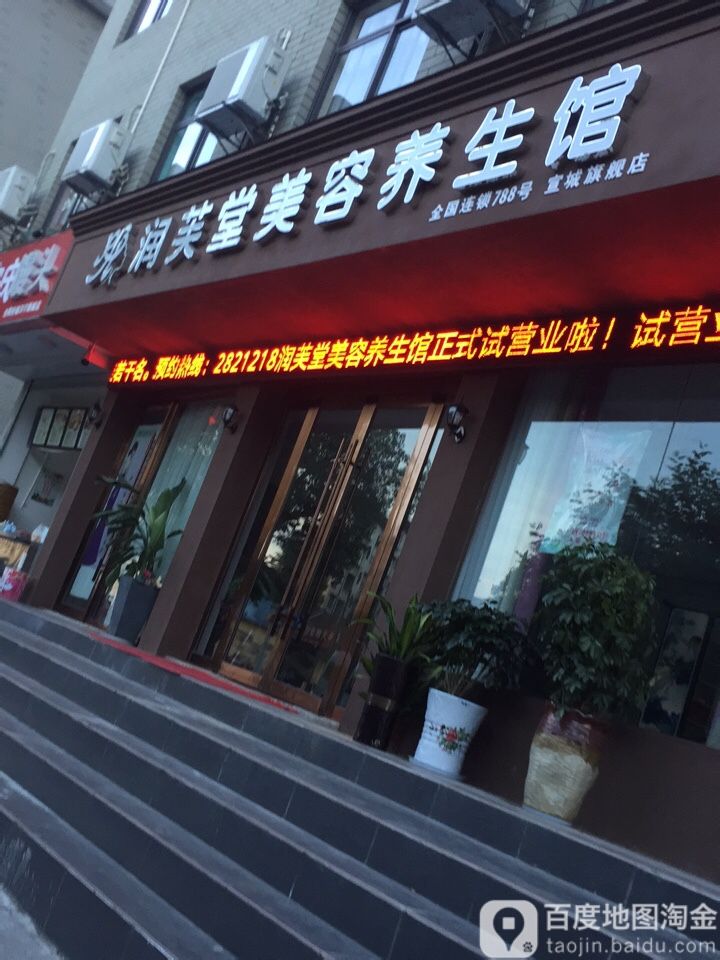 润芙堂美容养生馆
全国连锁788号 宣城旗舰店
若干名。预约热线：2821218润芙堂美容养生馆正式试营业啦！试营业
百度地图淘金
taojin.baidu.com